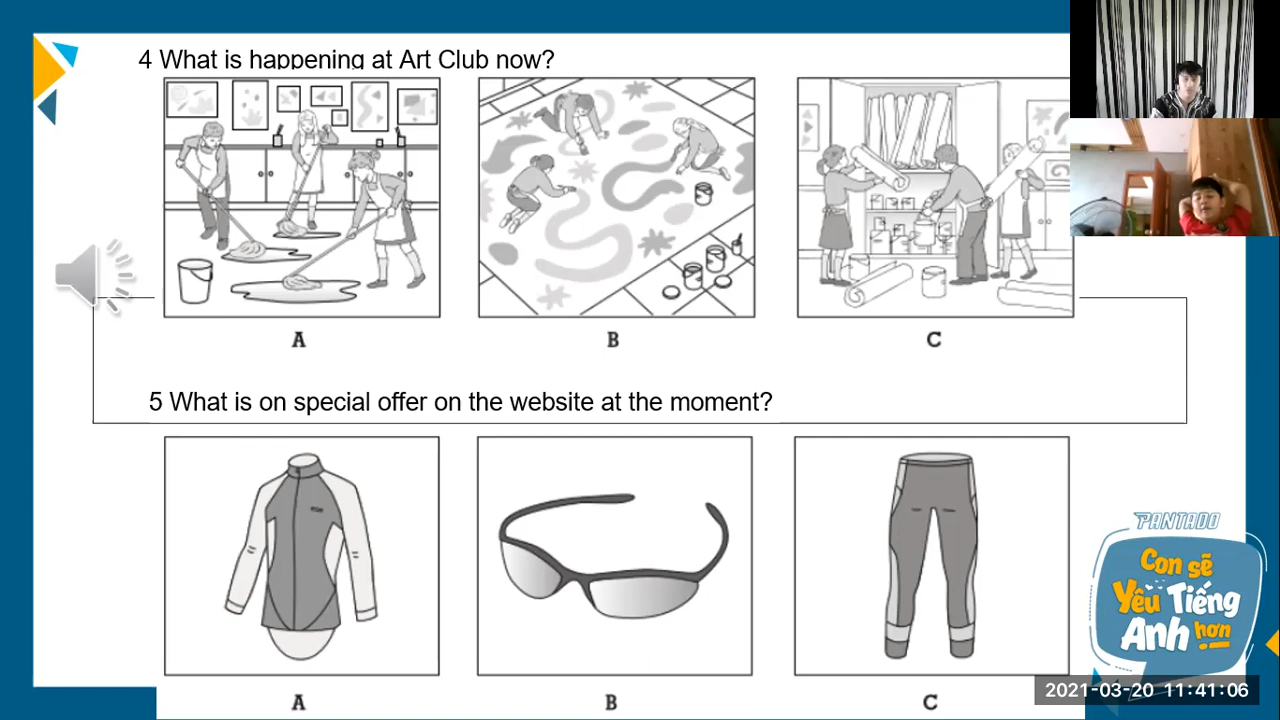 4 What is happening at Art Club now?
A
B
C
5 What is on special offer on the website at the moment?
A
B
C
PANTADO
Con sẽ
Yêu Tiếng
Anh hơn
2021-03-20 11:41:06